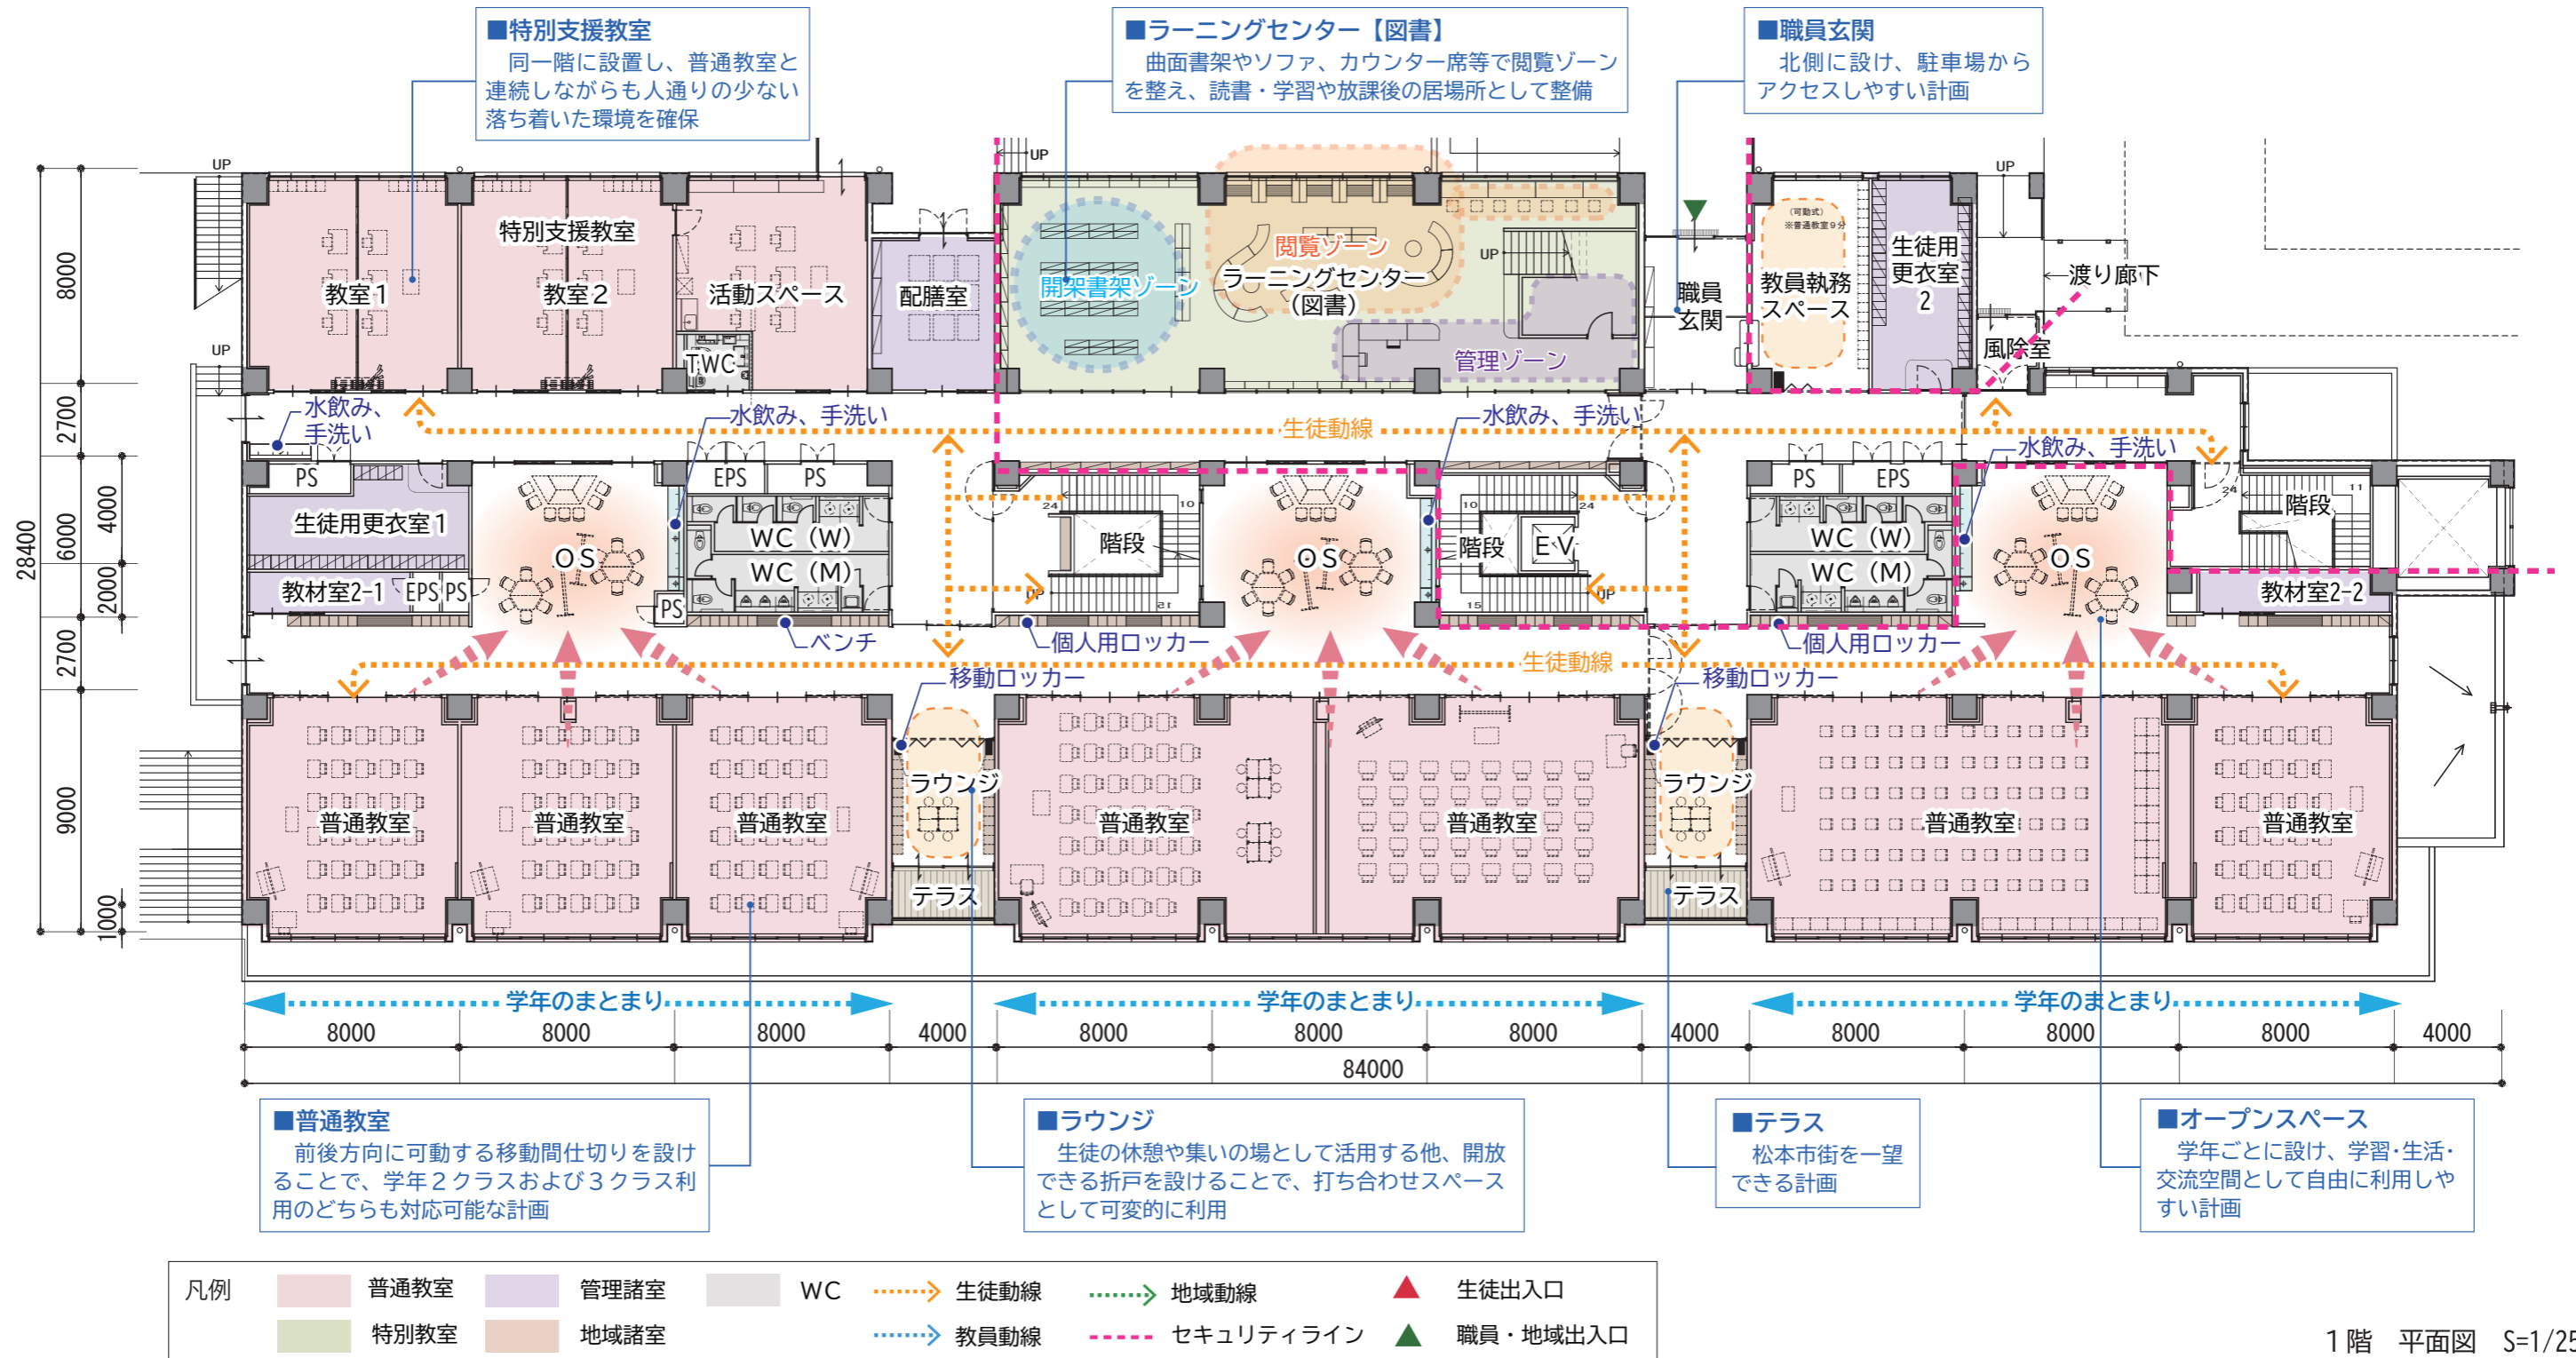 ■特別支援教室
同一階に設置し、普通教室と
連続しながらも人通りの少ない
落ち着いた環境を確保
■ラーニングセンター【図書】
曲面書架やソファ、カウンター席等で閲覧ゾーン
を整え、読書・学習や放課後の居場所として整備
■職員玄関
北側に設け、駐車場から
アクセスしやすい計画
UP
UP
UP
UP
UP
8000
2700
28400
6000
4000
2000
2700
9000
1000
特別支援教室
教室1
教室2
活動スペース
TWC
配膳室
開架書架ゾーン
閲覧ゾーン
ラーニングセンター
(図書)
管理ゾーン
UP
職員
玄関
(可動式)
※普通教室9分
教員執務
スペース
生徒用
更衣室
2
渡り廊下
風除室
水飲み、
手洗い
水飲み、手洗い
生徒動線
水飲み、手洗い
水飲み、手洗い
PS
生徒用更衣室1
教材室2-1
EPS
PS
OS
PS
EPS
PS
WC (W)
WC (M)
24
10
階段
UP
21
OS
10
24
階段
EV
15
UP
PS
EPS
WC (W)
WC (M)
OS
24
11
階段
教材室2-2
ベンチ
個人用ロッカー
個人用ロッカー
生徒動線
移動ロッカー
移動ロッカー
普通教室
普通教室
普通教室
ラウンジ
テラス
普通教室
普通教室
ラウンジ
テラス
普通教室
普通教室
学年のまとまり
学年のまとまり
学年のまとまり
8000
8000
8000
4000
8000
8000
8000
4000
8000
8000
8000
4000
84000
■普通教室
前後方向に可動する移動間仕切りを設け
ることで、学年2クラスおよび3クラス利
用のどちらも対応可能な計画
■ラウンジ
生徒の休憩や集いの場として活用する他、開放
できる折戸を設けることで、打ち合わせスペース
として可変的に利用
■テラス
松本市街を一望
できる計画
■オープンスペース
学年ごとに設け、学習・生活・
交流空間として自由に利用しや
すい計画
凡例
普通教室
管理諸室
WC
生徒動線
地域動線
生徒出入口
特別教室
地域諸室
教員動線
セキュリティライン
職員・地域出入口
1階 平面図 S=1/25